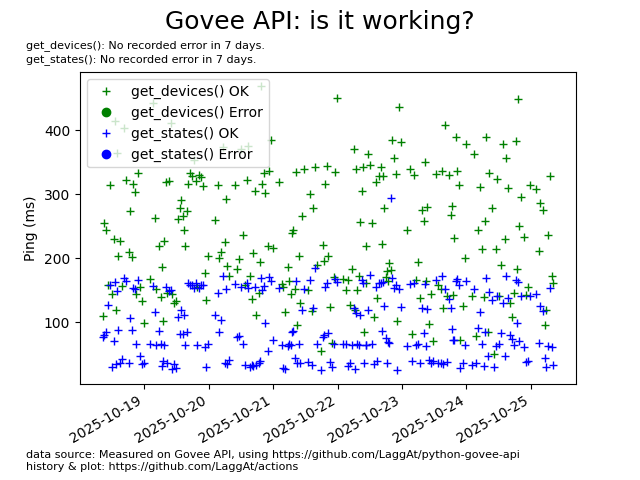 Govee API: is it working?
get_devices(): No recorded error in 7 days.
get_states(): No recorded error in 7 days.
get_devices() OK
get_devices() Error
get_states() OK
get_states() Error
Ping (ms)
400
300
200
100
2025-10-19
2025-10-20
2025-10-21
2025-10-22
2025-10-23
2025-10-24
2025-10-25
data source: Measured on Govee API, using https://github.com/LaggAt/python-govee-api
history & plot: https://github.com/LaggAt/actions